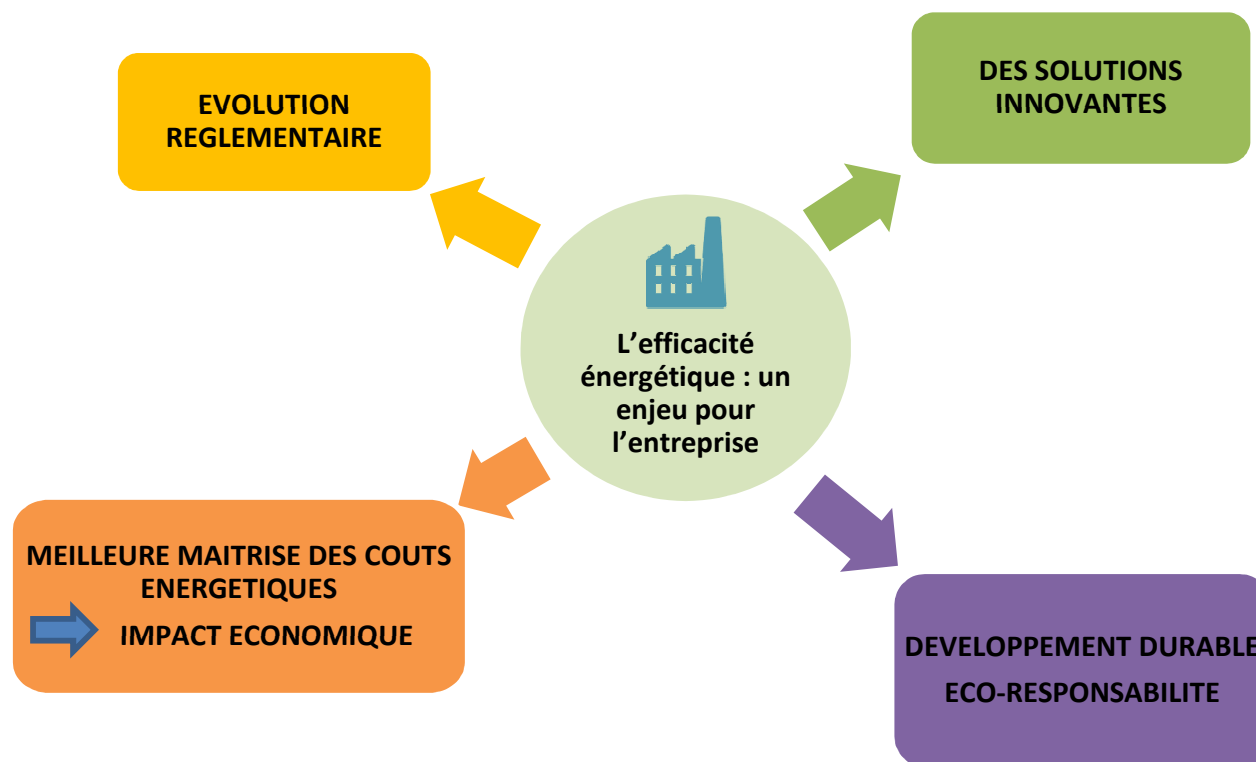 EVOLUTION
REGLEMENTAIRE
DES SOLUTIONS
INNOVANTES
L’efficacité
énergétique : un
enjeu pour
l’entreprise
MEILLEURE MAITRISE DES COUTS
ENERGETIQUES
IMPACT ECONOMIQUE
DEVELOPPEMENT DURABLE
ECO-RESPONSABILITE